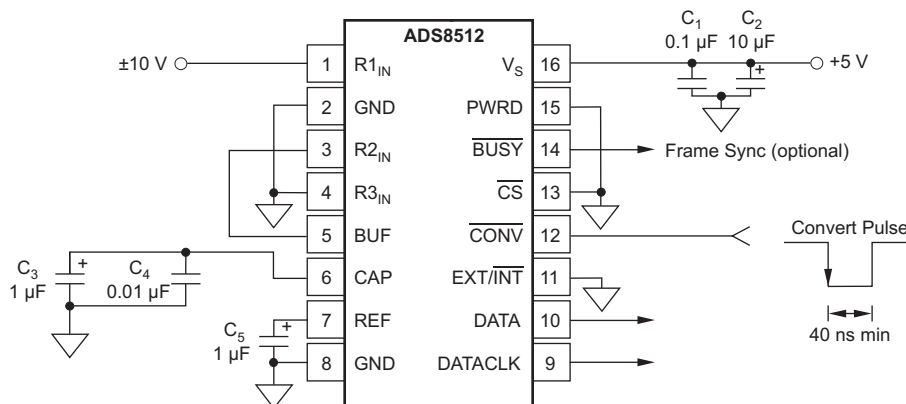 ADS8512
±10 V
1 R1IN
2 GND
3 R2IN
4 R3IN
5 BUF
6 CAP
7 REF
8 GND
VS 16
PWRD 15
BUSY 14
CS 13
CONV 12
EXT/INT 11
DATA 10
DATACLK 9
C1
0.1 µF
C2
10 µF
+
+5 V
Frame Sync (optional)
Convert Pulse
40 ns min
C3
1 µF
+
C4
0.01 µF
C5
1 µF
+